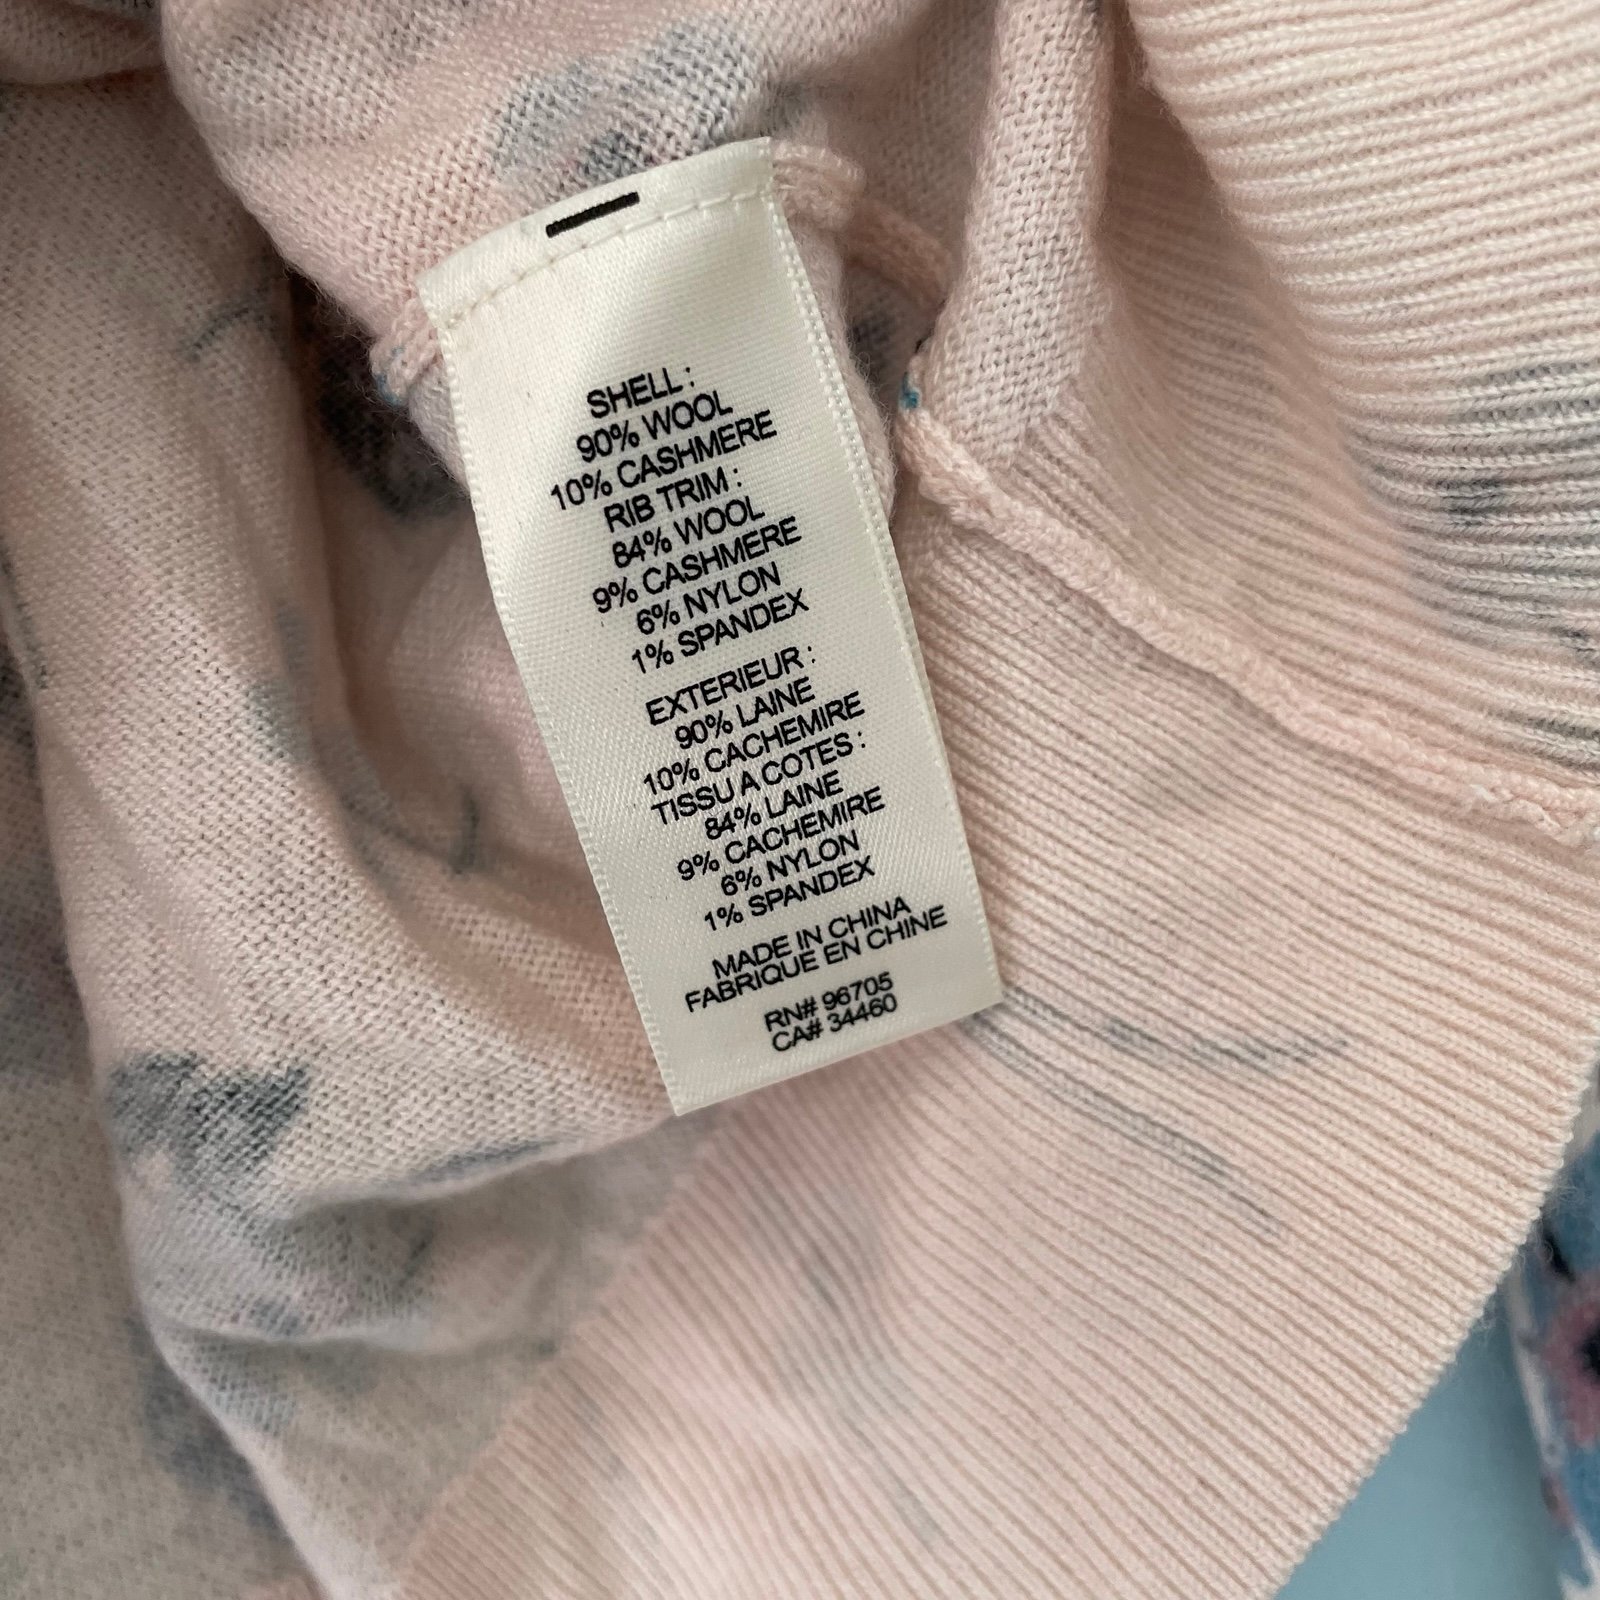 SHELL :
90% WOOL
10% CASHMERE
RIB TRIM :
84% WOOL
9% CASHMERE
6% NYLON
1% SPANDEX
EXTERIEUR :
90% LAINE
10% CACHEMIRE
TISSU A COTES :
84% LAINE
9% CACHEMIRE
6% NYLON
1% SPANDEX
MADE IN CHINA
FABRIQUE EN CHINE
RN# 96705
CA# 34460